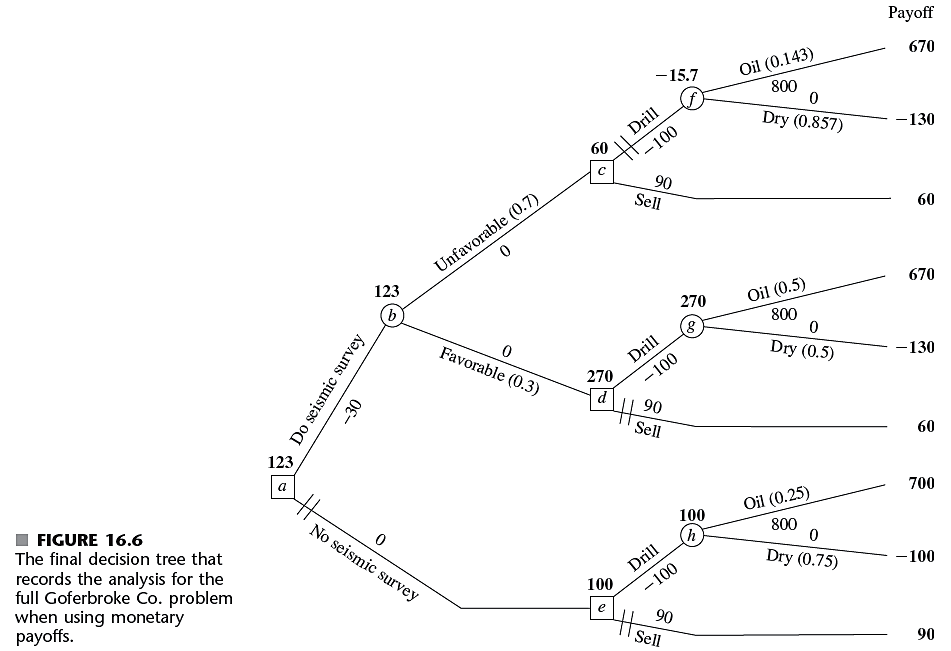 Payoff
670
Oil (0.143)
−15.7
800
f
0
Drill
−100
Dry (0.857)
−130
60
c
90
Sell
60
Unfavorable (0.7)
0
670
Oil (0.5)
123
270
800
b
g
0
Drill
−100
Dry (0.5)
−130
0
Favorable (0.3)
270
d
90
Sell
60
Do seismic survey
−30
123
a
700
Oil (0.25)
100
800
h
0
No seismic survey
0
Drill
−100
Dry (0.75)
−100
100
e
90
Sell
90
FIGURE 16.6
The final decision tree that
records the analysis for the
full Goferbroke Co. problem
when using monetary
payoffs.